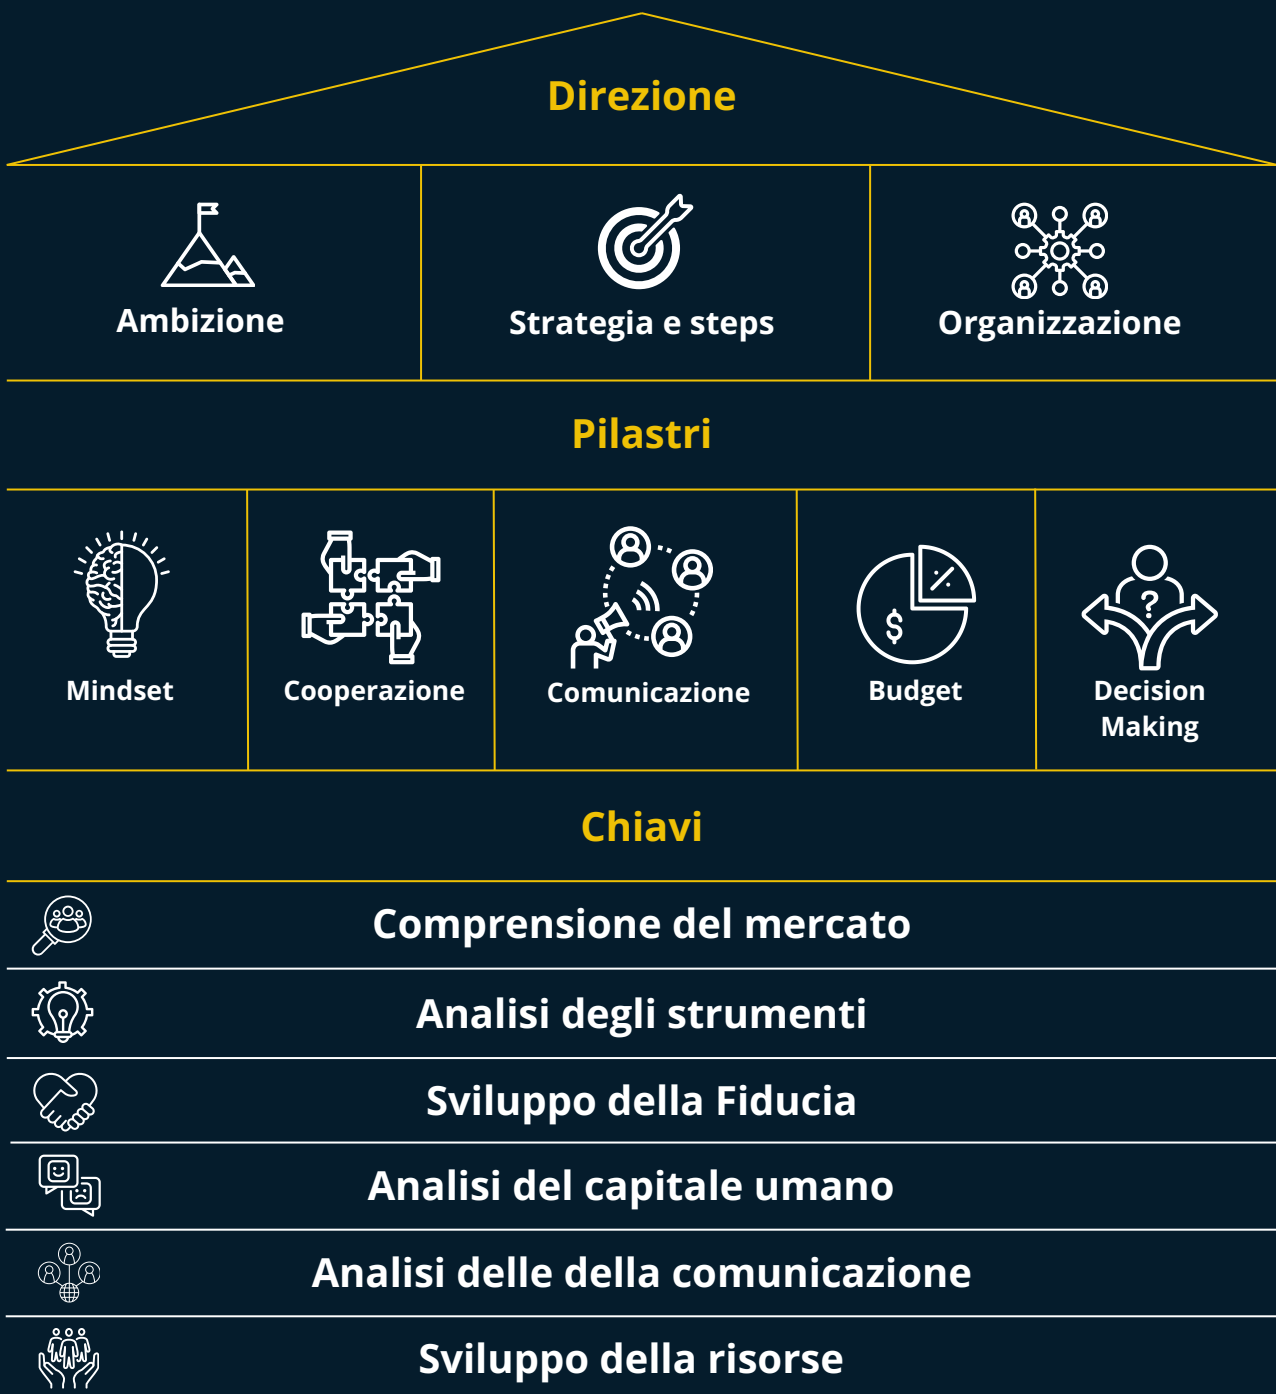 Direzione
Ambizione
Strategia e steps
Organizzazione
Pilastri
Mindset
Cooperazione
Comunicazione
$
%
Budget
?
Decision
Making
Chiavi
Comprensione del mercato
Analisi degli strumenti
Sviluppo della Fiducia
Analisi del capitale umano
Analisi delle della comunicazione
Sviluppo della risorse